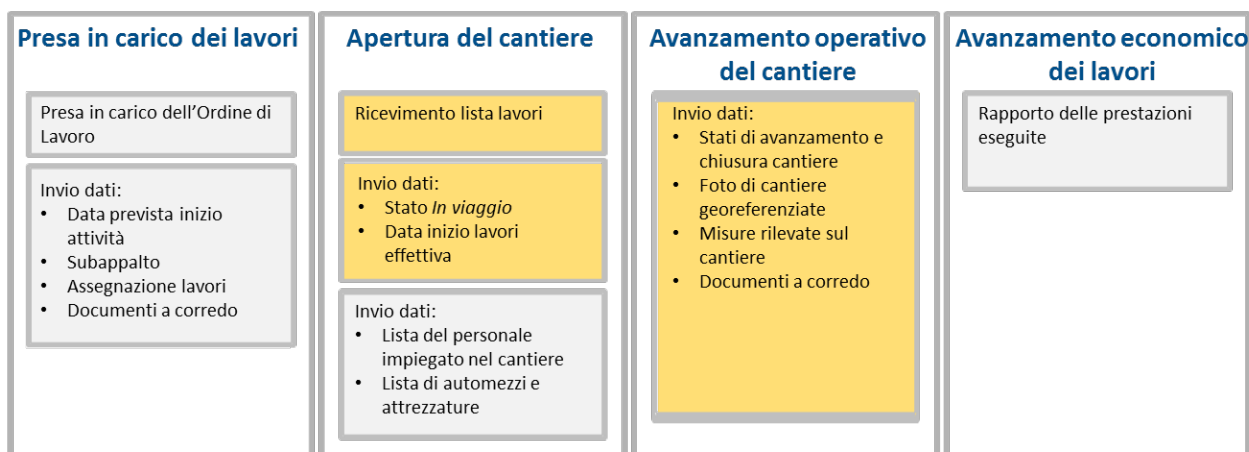 Presa in carico dei lavori
Presa in carico dell'Ordine di
Lavoro
Invio dati:
• Data prevista inizio
attività
• Subappalto
• Assegnazione lavori
• Documenti a corredo
Apertura del cantiere
Ricevimento lista lavori
Invio dati:
• Stato In viaggio
• Data inizio lavori
effettiva
Invio dati:
• Lista del personale
impiegato nel cantiere
• Lista di automezzi e
attrezzature
Avanzamento operativo
del cantiere
Invio dati:
• Stati di avanzamento e
chiusura cantiere
• Foto di cantiere
georeferenziate
• Misure rilevate sul
cantiere
• Documenti a corredo
Avanzamento economico
dei lavori
Rapporto delle prestazioni
eseguite